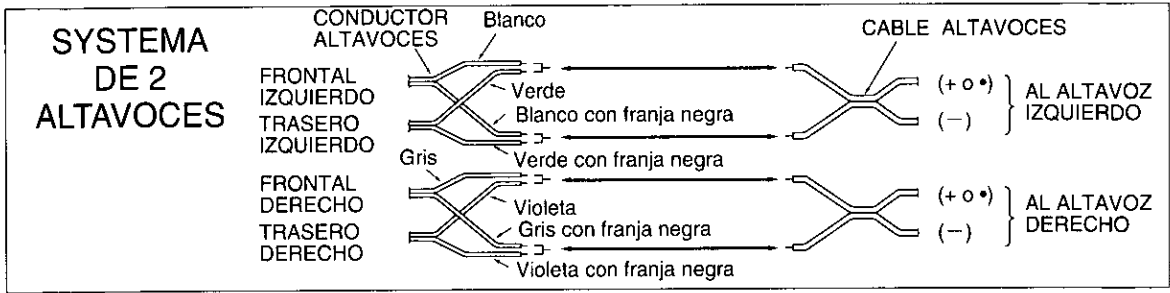 SYSTEMA
DE 2
ALTAVOCES
CONDUCTOR
ALTAVOCES
Blanco
CABLE ALTAVOCES
FRONTAL
IZQUIERDO
Verde
TRASERO
IZQUIERDO
Blanco con franja negra
Verde con franja negra
(+ o •)
(−)
AL ALTAVOZ
IZQUIERDO
Gris
FRONTAL
DERECHO
Violeta
TRASERO
DERECHO
Gris con franja negra
Violeta con franja negra
(+ o •)
(−)
AL ALTAVOZ
DERECHO